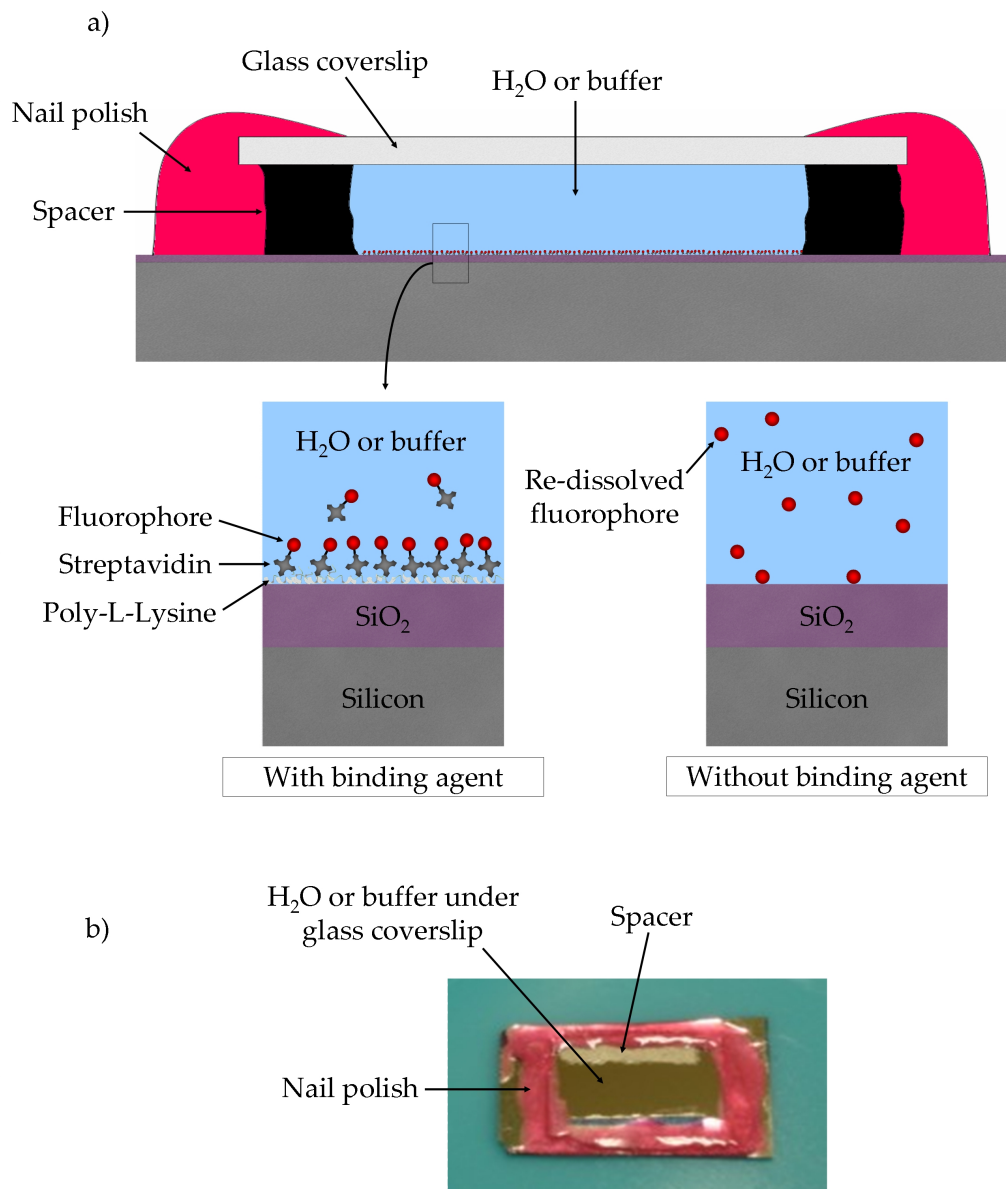 a)
Glass coverslip
H₂O or buffer
Nail polish
Spacer
H₂O or buffer
Fluorophore
Streptavidin
Poly-L-Lysine
SiO₂
Silicon
With binding agent
Re-dissolved
fluorophore
H₂O or buffer
SiO₂
Silicon
Without binding agent
b)
H₂O or buffer under
glass coverslip
Spacer
Nail polish